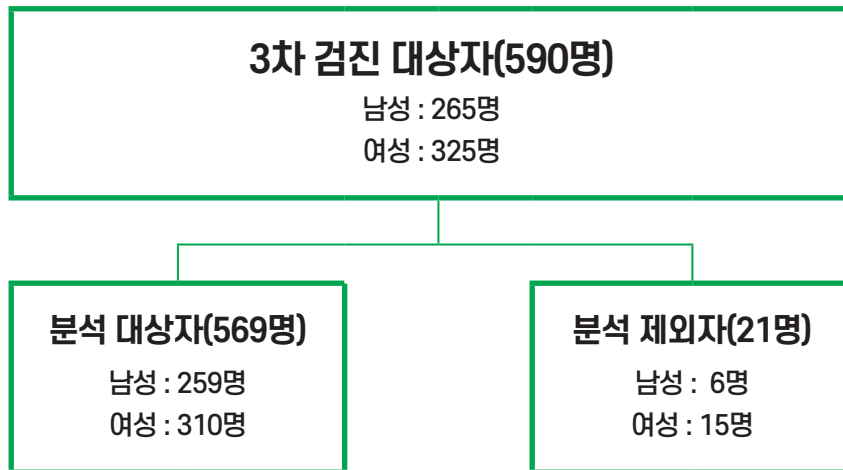 3차 검진 대상자(590명)
남성 : 265명
여성 : 325명
분석 대상자(569명)
남성 : 259명
여성 : 310명
분석 제외자(21명)
남성 : 6명
여성 : 15명